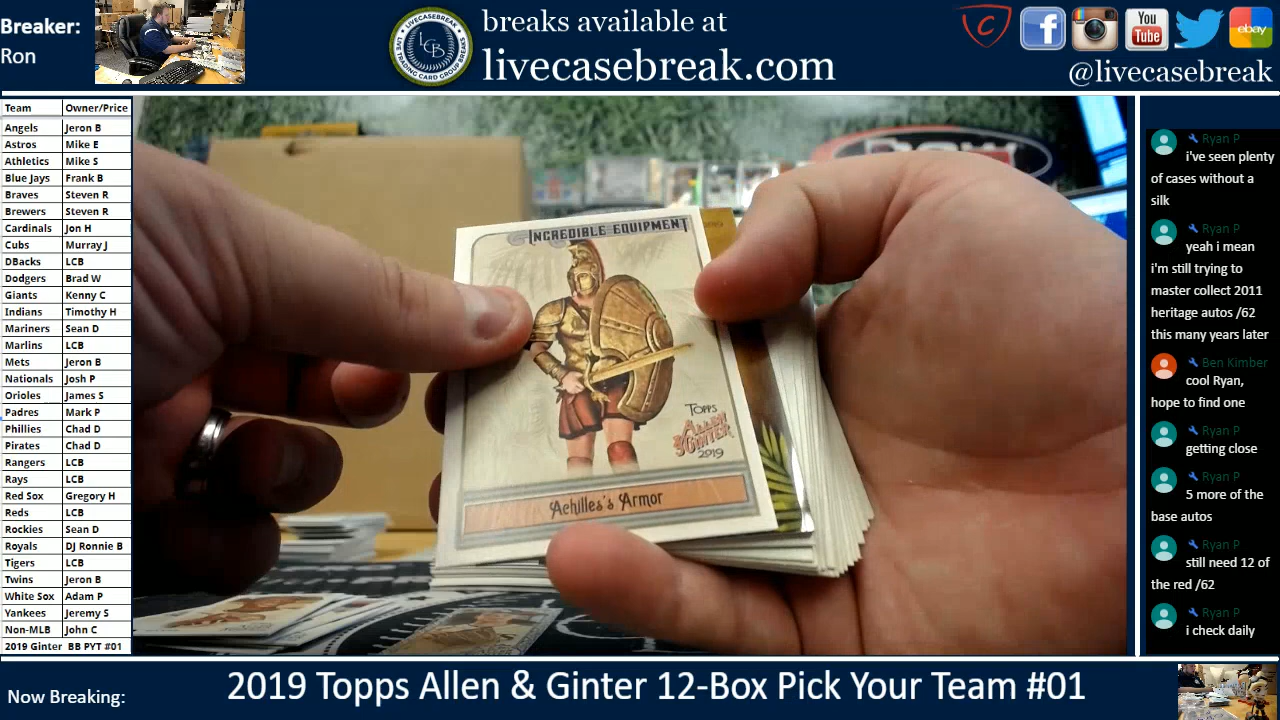 Breaker:
Ron
LCB
breaks available at
livecasebreak.com
You
Tube
ebay
@livecasebreak
Team Owner/Price
Angels Jeron B
Astros Mike E
Athletics Mike S
Blue Jays Frank B
Braves Steven R
Brewers Steven R
Cardinals Jon H
Cubs Murray J
DBacks LCB
Dodgers Brad W
Giants Kenny C
Indians Timothy H
Mariners Sean D
Marlins LCB
Mets Jeron B
Nationals Josh P
Orioles James S
Padres Mark P
Phillies Chad D
Pirates Chad D
Rangers LCB
Rays LCB
Red Sox Gregory H
Reds LCB
Rockies Sean D
Royals DJ Ronnie B
Tigers LCB
Twins Jeron B
White Sox Adam P
Yankees Jeremy S
Non-MLB John C
2019 Ginter BB PYT #01
Incredible Equipment
Topps
Allen
& Ginter
2019
Achilles's Armor
Ryan P
i've seen plenty
of cases without a
silk
Ryan P
yeah i mean
i'm still trying to
master collect 2011
heritage autos /62
this many years later
Ben Kimber
cool Ryan,
hope to find one
Ryan P
getting close
Ryan P
5 more of the
base autos
Ryan P
still need 12 of
the red /62
Ryan P
i check daily
Now Breaking:
2019 Topps Allen & Ginter 12-Box Pick Your Team #01